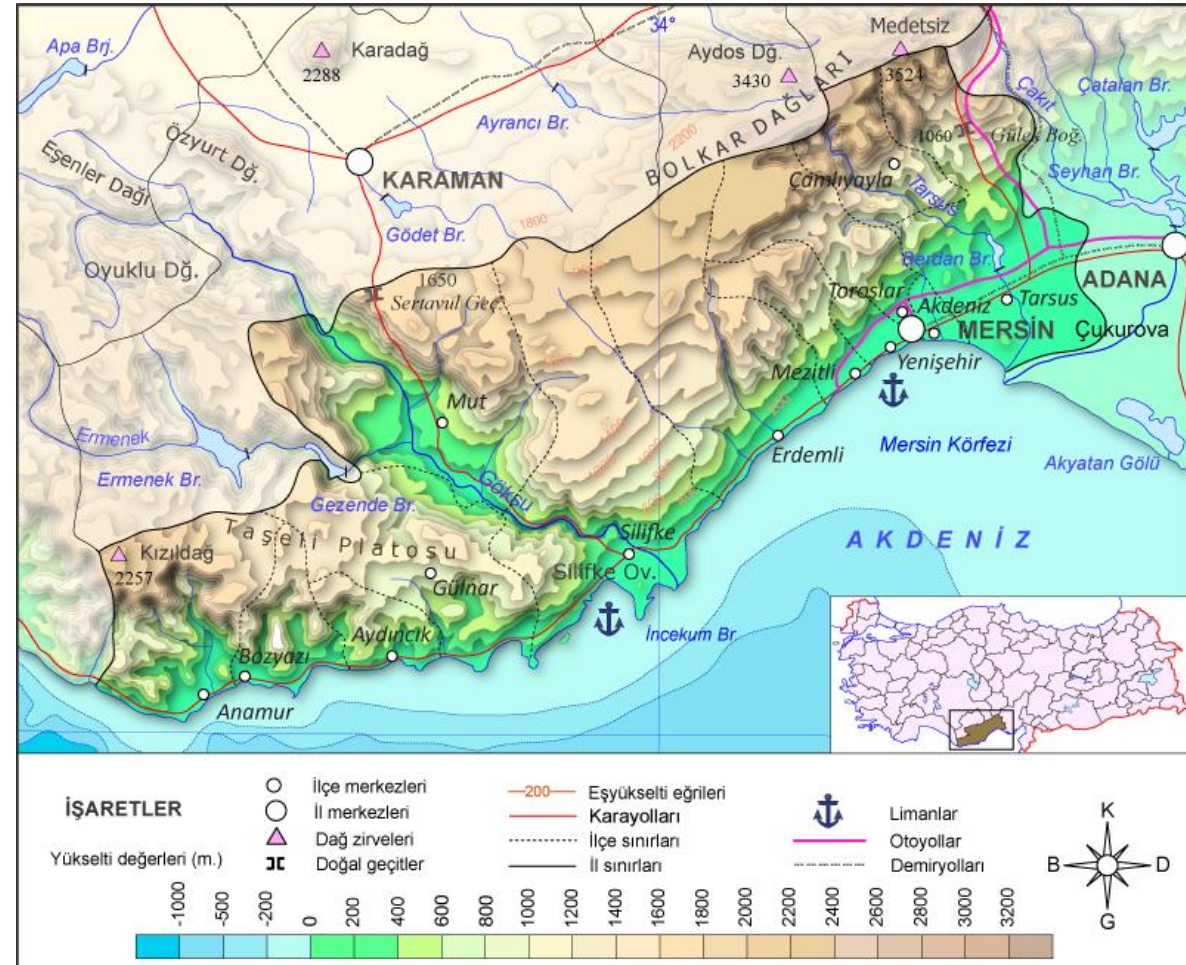 34°
Medetsiz
Apa Brj.
Karadağ
2288
Aydos Dğ.
3430
3524
BOLKAR DAĞLARI
Çakıt
Çatalan Br.
Ayrancı Br.
2200
1060
Gülek Boğ.
Özyurt Dğ.
Eşenler Dağı
KARAMAN
Çamlıyayla
Tarsus
Seyhan Br.
Gödet Br.
1800
Oyuklu Dğ.
Berdan Br.
1650
Sertavul Geç.
ADANA
Toroslar
Akdeniz
Tarsus
MERSİN
Çukurova
Yenişehir
Mezitli
200
Mut
Ermenek
Erdemli
Mersin Körfezi
Akyatan Gölü
Ermenek Br.
Gezende Br.
Göksu
Taşeli Platosu
Silifke
AKDENİZ
Kızıldağ
2257
Silifke Ov.
Gülnar
İncekum Br
Aydıncık
Bozyazı
Anamur
İŞARETLER
Yükselti değerleri (m.)
İlçe merkezleri
İl merkezleri
Dağ zirveleri
Doğal geçitler
200
Eşyükselti eğrileri
Karayolları
İlçe sınırları
İl sınırları
Limanlar
Otoyollar
Demiryolları
K
B D
G
-1000 -500 -200 0 200 400 600 800 1000 1200 1400 1600 1800 2000 2200 2400 2600 2800 3000 3200